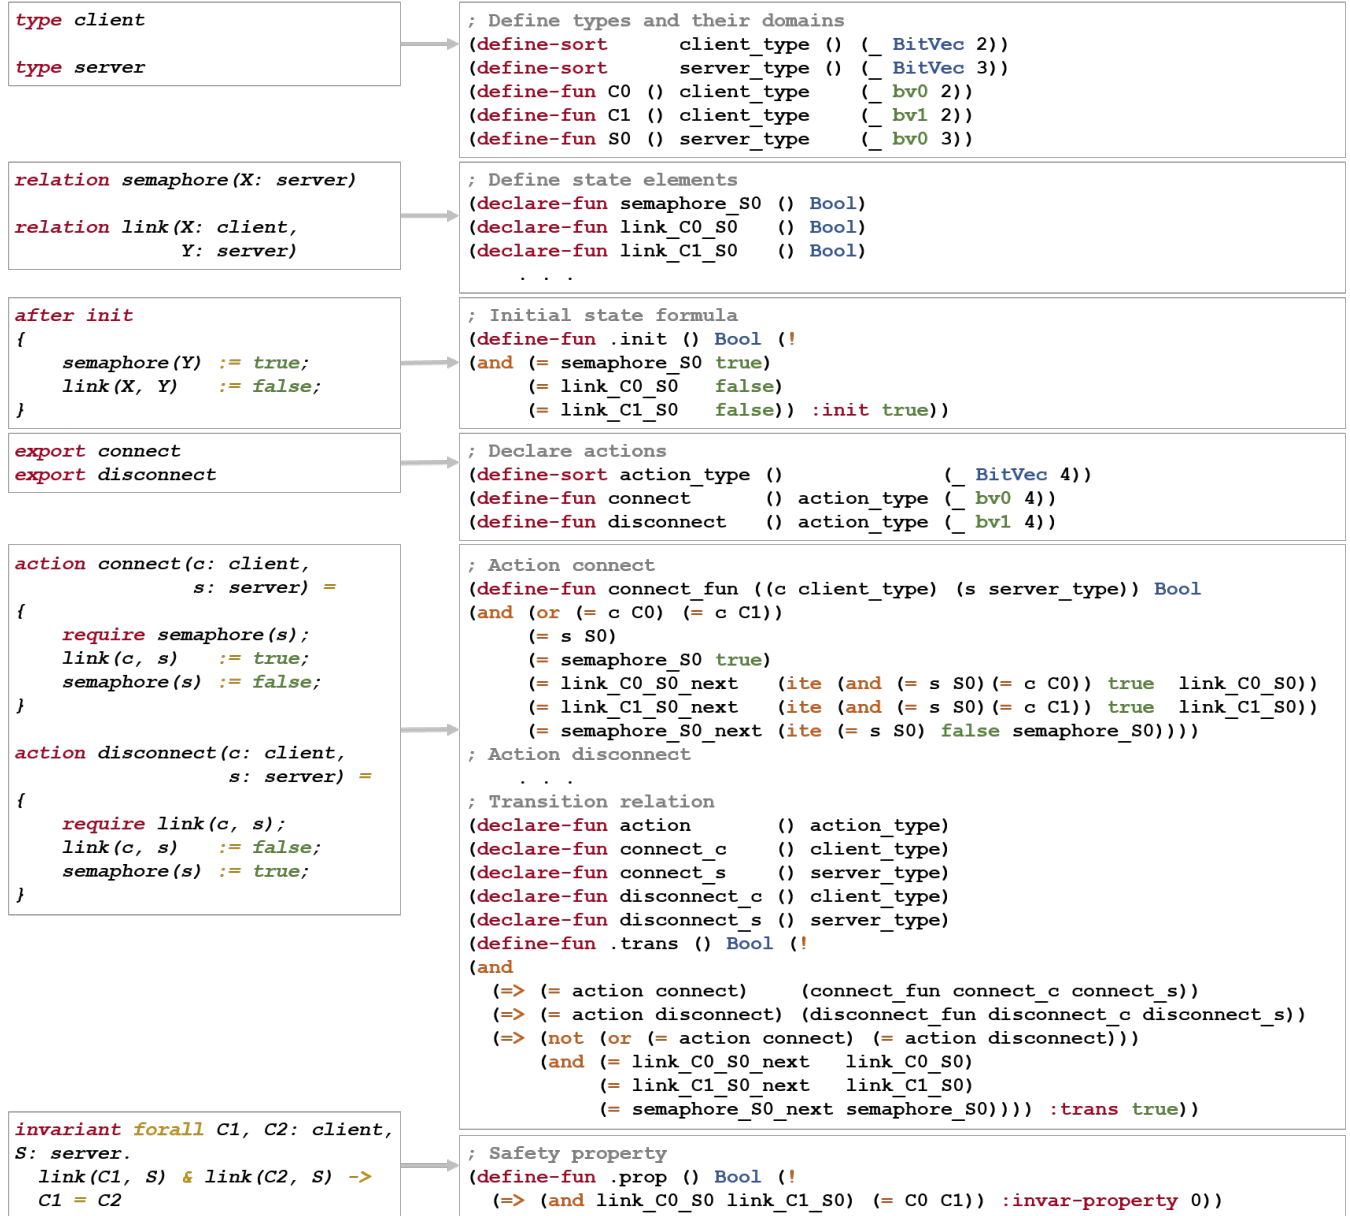 type client
type server
; Define types and their domains
(define-sort      client_type () (_ BitVec 2))
(define-sort      server_type () (_ BitVec 3))
(define-fun C0 () client_type    (_ bv0 2))
(define-fun C1 () client_type    (_ bv1 2))
(define-fun S0 () server_type    (_ bv0 3))
relation semaphore(X: server)
relation link(X: client,
              Y: server)
; Define state elements
(declare-fun semaphore_S0 () Bool)
(declare-fun link_C0_S0   () Bool)
(declare-fun link_C1_S0   () Bool)
    . . .
after init
{
    semaphore(Y) := true;
    link(X, Y)   := false;
}
; Initial state formula
(define-fun .init () Bool (!
(and (= semaphore_S0 true)
     (= link_C0_S0   false)
     (= link_C1_S0   false)) :init true))
export connect
export disconnect
; Declare actions
(define-sort action_type ()             (_ BitVec 4))
(define-fun connect      () action_type (_ bv0 4))
(define-fun disconnect   () action_type (_ bv1 4))
action connect(c: client,
               s: server) =
{
    require semaphore(s);
    link(c, s)   := true;
    semaphore(s) := false;
}
action disconnect(c: client,
                  s: server) =
{
    require link(c, s);
    link(c, s)   := false;
    semaphore(s) := true;
}
; Action connect
(define-fun connect_fun ((c client_type) (s server_type)) Bool
(and (or (= c C0) (= c C1))
     (= s S0)
     (= semaphore_S0 true)
     (= link_C0_S0_next   (ite (and (= s S0)(= c C0)) true  link_C0_S0))
     (= link_C1_S0_next   (ite (and (= s S0)(= c C1)) true  link_C1_S0))
     (= semaphore_S0_next (ite (= s S0) false semaphore_S0))))
; Action disconnect
    . . .
; Transition relation
(declare-fun action       () action_type)
(declare-fun connect_c    () client_type)
(declare-fun connect_s    () server_type)
(declare-fun disconnect_c () client_type)
(declare-fun disconnect_s () server_type)
(define-fun .trans () Bool (!
(and
  (=> (= action connect)    (connect_fun connect_c connect_s))
  (=> (= action disconnect) (disconnect_fun disconnect_c disconnect_s))
  (=> (not (or (= action connect) (= action disconnect)))
      (and (= link_C0_S0_next   link_C0_S0)
           (= link_C1_S0_next   link_C1_S0)
           (= semaphore_S0_next semaphore_S0)))) :trans true))
invariant forall C1, C2: client,
S: server.
  link(C1, S) & link(C2, S) ->
  C1 = C2
; Safety property
(define-fun .prop () Bool (!
  (=> (and link_C0_S0 link_C1_S0) (= C0 C1)) :invar-property 0))